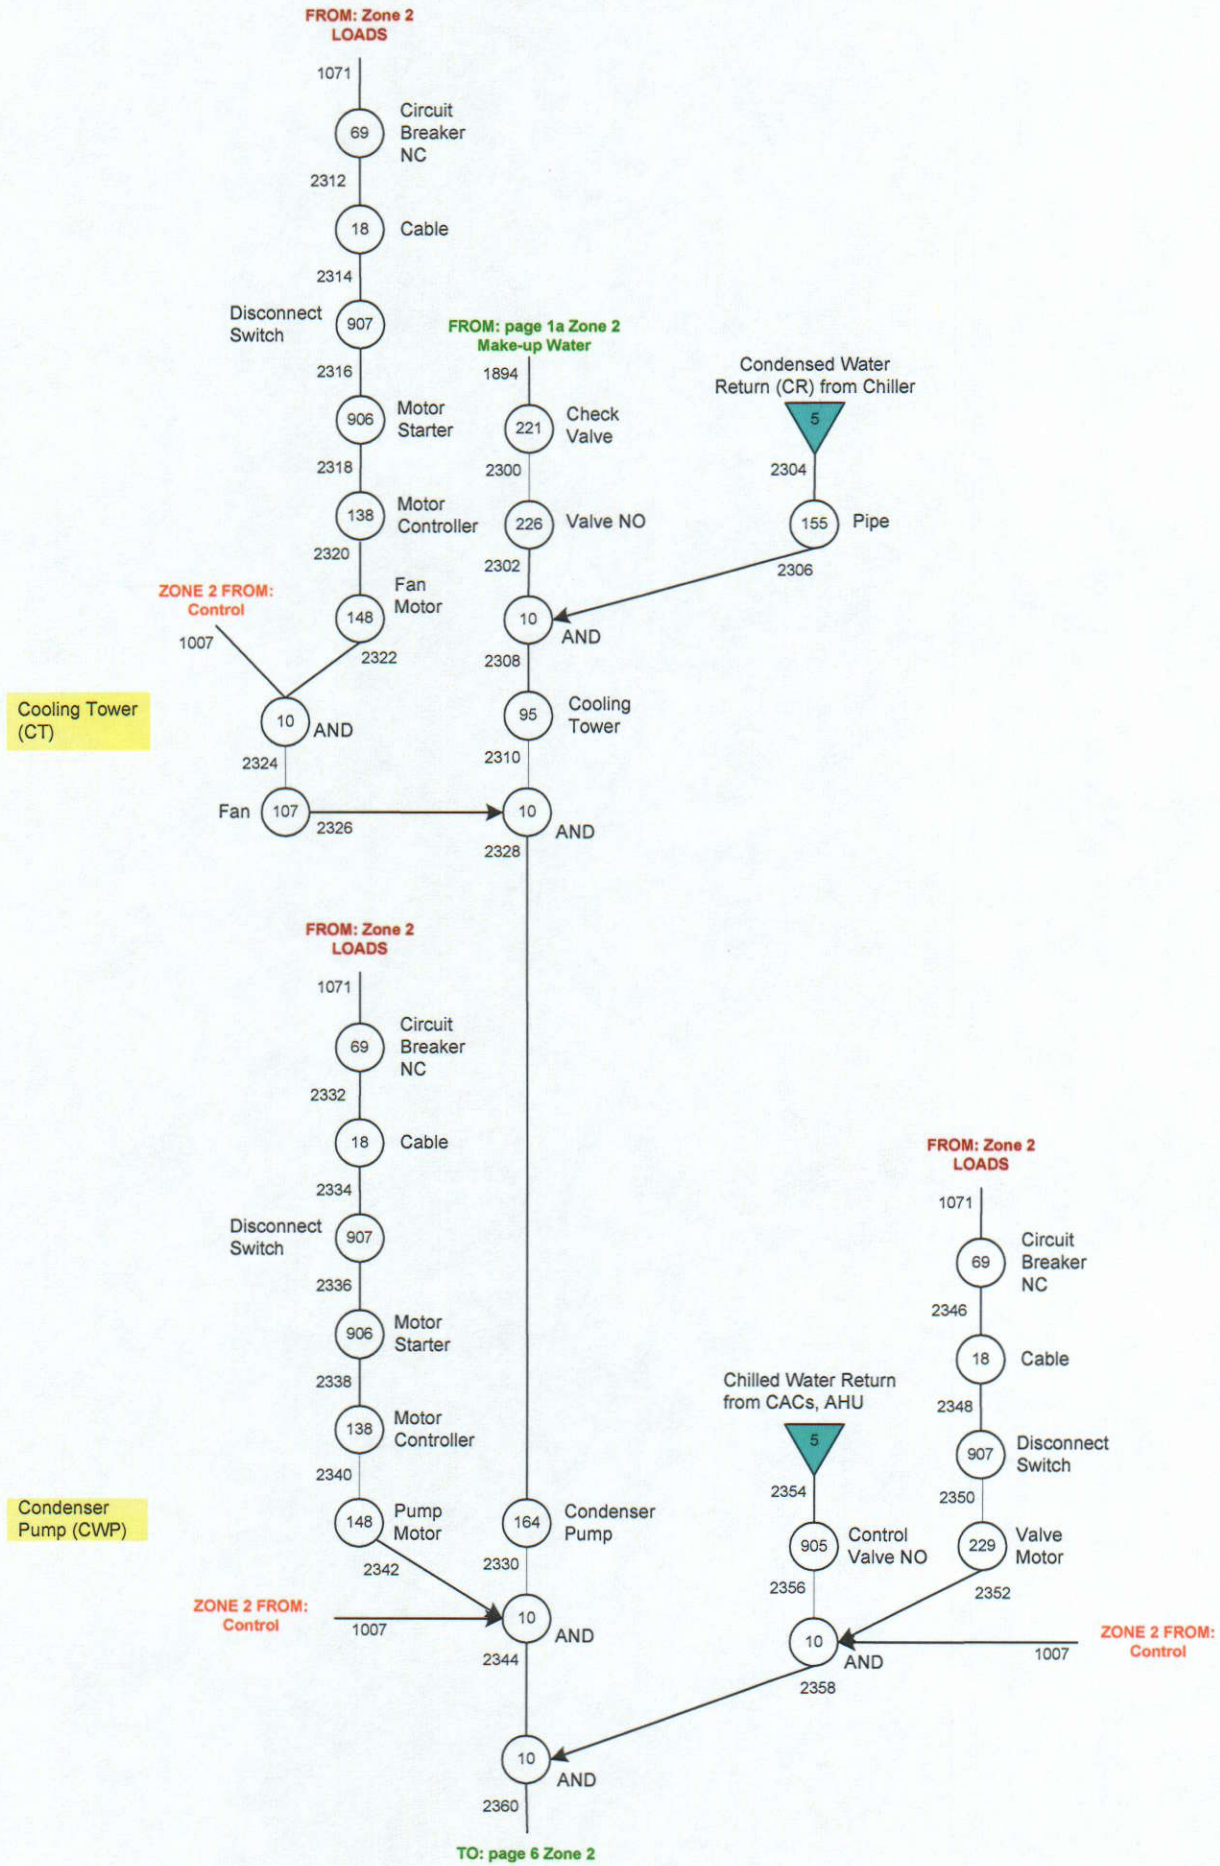 FROM: Zone 2
LOADS
1071
69
Circuit
Breaker
NC
2312
18
Cable
2314
Disconnect
Switch
907
2316
906
Motor
Starter
2318
138
Motor
Controller
2320
148
Fan
Motor
2322
ZONE 2 FROM:
Control
1007
Cooling Tower
(CT)
10
AND
2324
Fan
107
2326
FROM: page 1a Zone 2
Make-up Water
1894
221
Check
Valve
2300
226
Valve NO
2302
10
AND
2308
95
Cooling
Tower
2310
10
AND
2328
Condensed Water
Return (CR) from Chiller
5
2304
155
Pipe
2306
FROM: Zone 2
LOADS
1071
69
Circuit
Breaker
NC
2332
18
Cable
2334
Disconnect
Switch
907
2336
906
Motor
Starter
2338
138
Motor
Controller
2340
Condenser
Pump (CWP)
148
Pump
Motor
2342
164
Condenser
Pump
2330
ZONE 2 FROM:
Control
1007
10
AND
2344
Chilled Water Return
from CACs, AHU
5
2354
905
Control
Valve NO
2356
FROM: Zone 2
LOADS
1071
69
Circuit
Breaker
NC
2346
18
Cable
2348
907
Disconnect
Switch
2350
229
Valve
Motor
2352
10
AND
1007
ZONE 2 FROM:
Control
2358
10
AND
2360
TO: page 6 Zone 2